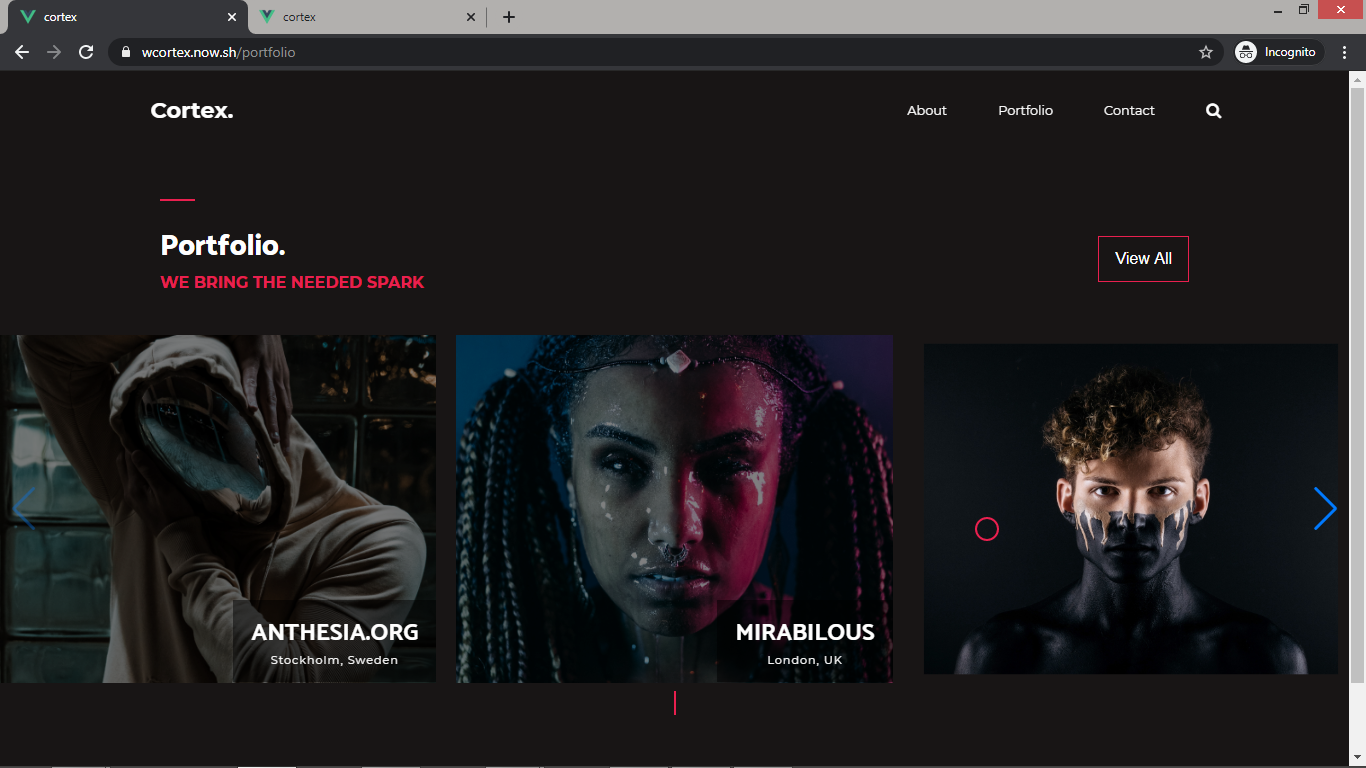 cortex
cortex
wcortex.now.sh/portfolio
Incognito
Cortex.
About
Portfolio
Contact
Portfolio.
WE BRING THE NEEDED SPARK
View All
ANTHESIA.ORG
Stockholm, Sweden
MIRABILOUS
London, UK